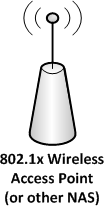 802.1x Wireless
Access Point
(or other NAS)